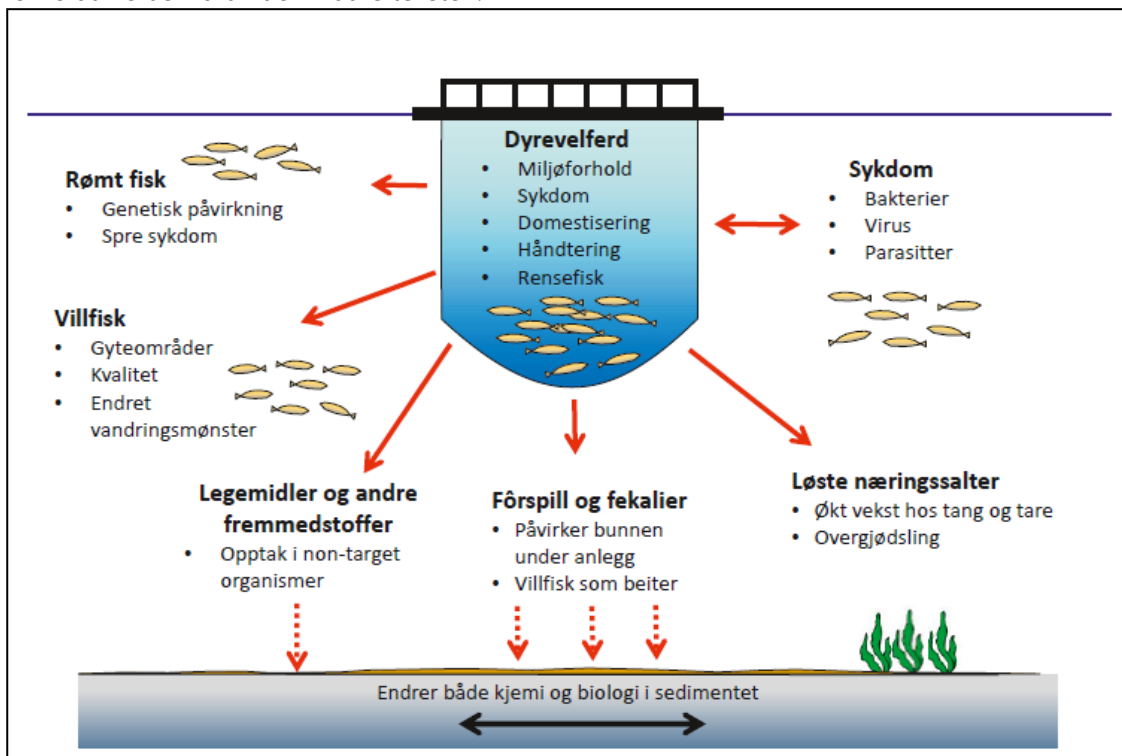 Dyrevelferd
• Miljøforhold
• Sykdom
• Domestisering
• Håndtering
• Rensefisk
Rømt fisk
• Genetisk påvirkning
• Spre sykdom
Sykdom
• Bakterier
• Virus
• Parasitter
Villfisk
• Gyteområder
• Kvalitet
• Endret
vandringsmønster
Legemidler og andre
fremmedstoffer
• Opptak i non-target
organismer
Fôrspill og fekalier
• Påvirker bunnen
under anlegg
• Villfisk som beiter
Løste næringssalter
• Økt vekst hos tang og tare
• Overgjødsling
Endrer både kjemi og biologi i sedimentet